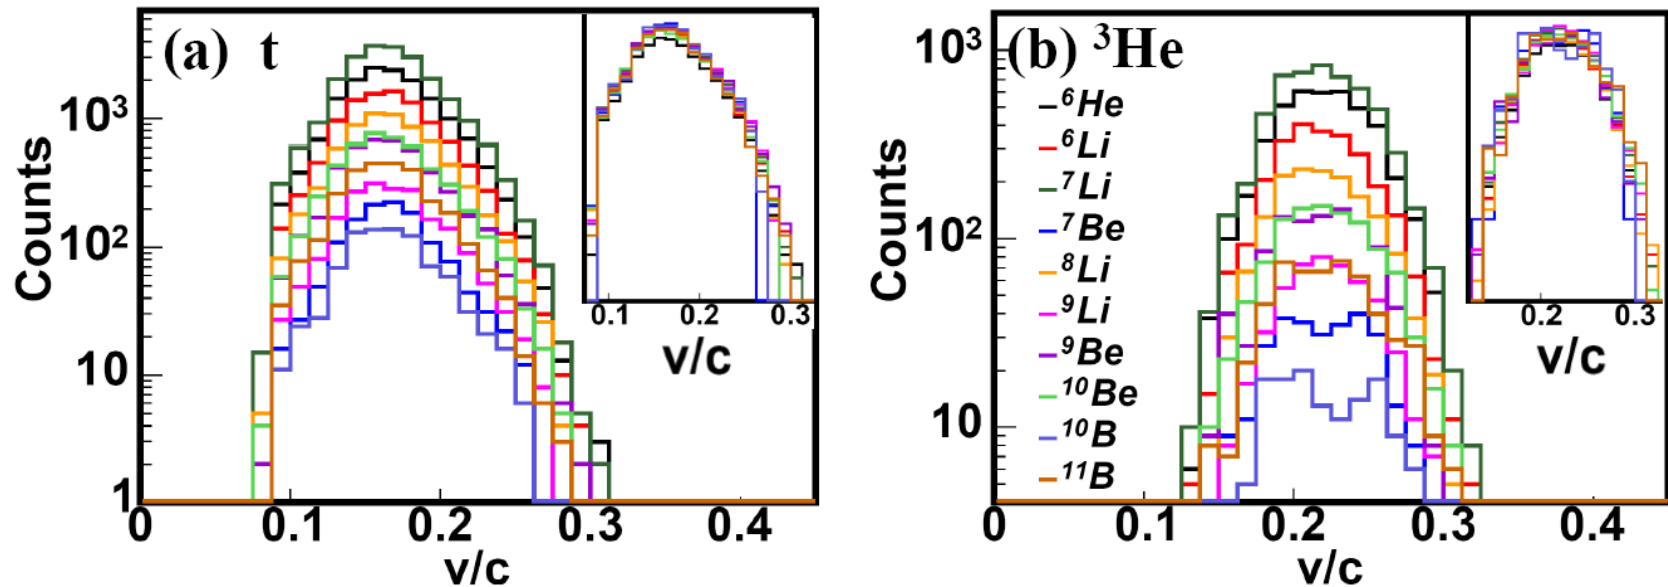 (a) t
Counts
10³
10²
10
1
0 0.1 0.2 0.3 0.4
v/c
0.1 0.2 0.3
v/c
(b) ³He
Counts
10³
10²
10
⁶He
⁶Li
⁷Li
⁷Be
⁸Li
⁹Li
⁹Be
¹⁰Be
¹⁰B
¹¹B
0 0.1 0.2 0.3 0.4
v/c
0.2 0.3
v/c